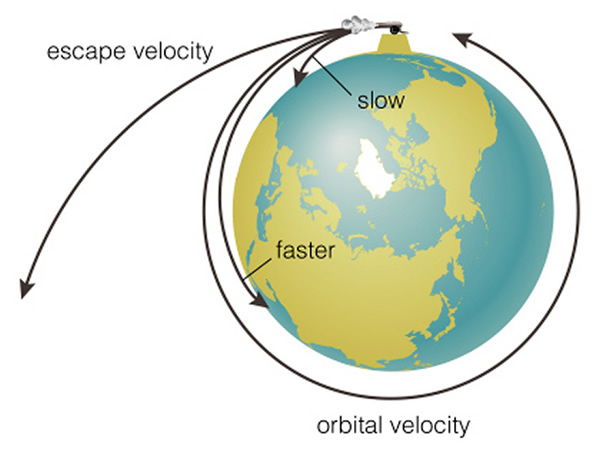 escape velocity
slow
faster
orbital velocity